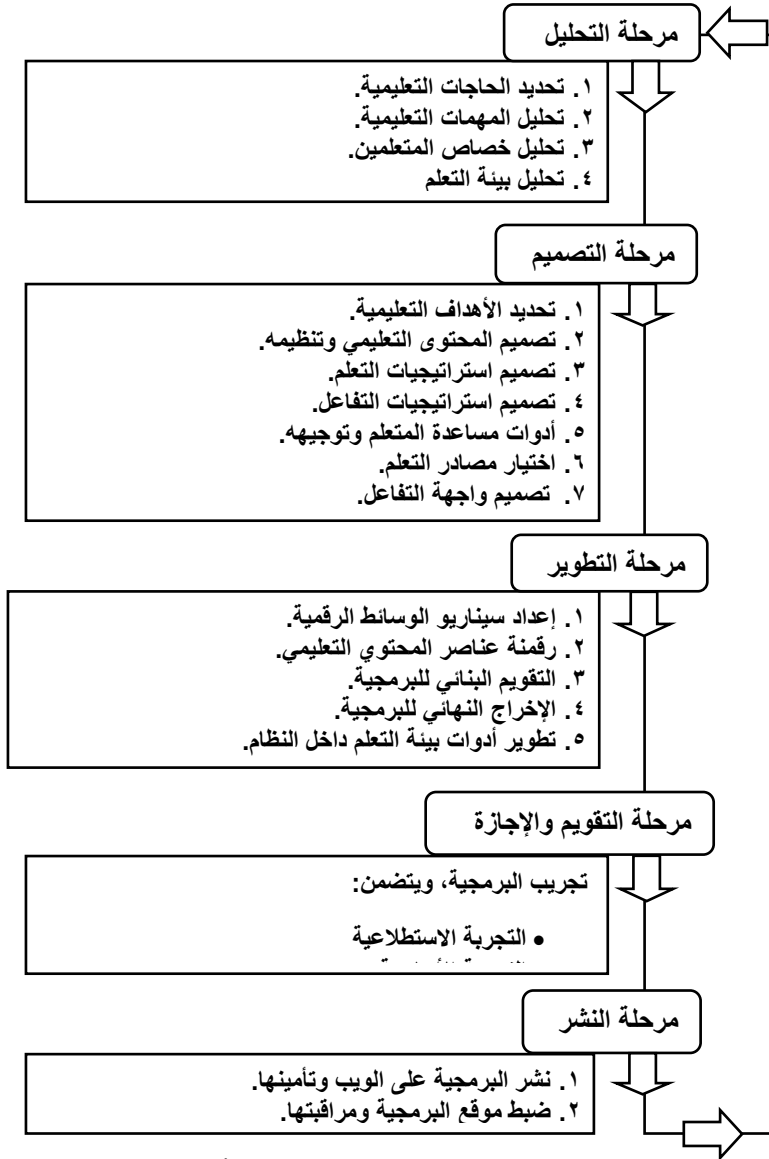 مرحلة التحليل
١. تحديد الحاجات التعليمية.
٢. تحليل المهمات التعليمية.
٣. تحليل خصاص المتعلمين.
٤. تحليل بيئة التعلم
مرحلة التصميم
١. تحديد الأهداف التعليمية.
٢. تصميم المحتوى التعليمي وتنظيمه.
٣. تصميم استراتيجيات التعلم.
٤. تصميم استراتيجيات التفاعل.
٥. أدوات مساعدة المتعلم وتوجيهه.
٦. اختيار مصادر التعلم.
٧. تصميم واجهة التفاعل.
مرحلة التطوير
١. إعداد سيناريو الوسائط الرقمية.
٢. رقمنة عناصر المحتوي التعليمي.
٣. التقويم البنائي للبرمجية.
٤. الإخراج النهائي للبرمجية.
٥. تطوير أدوات بيئة التعلم داخل النظام.
مرحلة التقويم والإجازة
تجريب البرمجية، ويتضمن:
• التجربة الاستطلاعية
مرحلة النشر
١. نشر البرمجية على الويب وتأمينها.
٢. ضبط موقع البرمجية ومراقبتها.